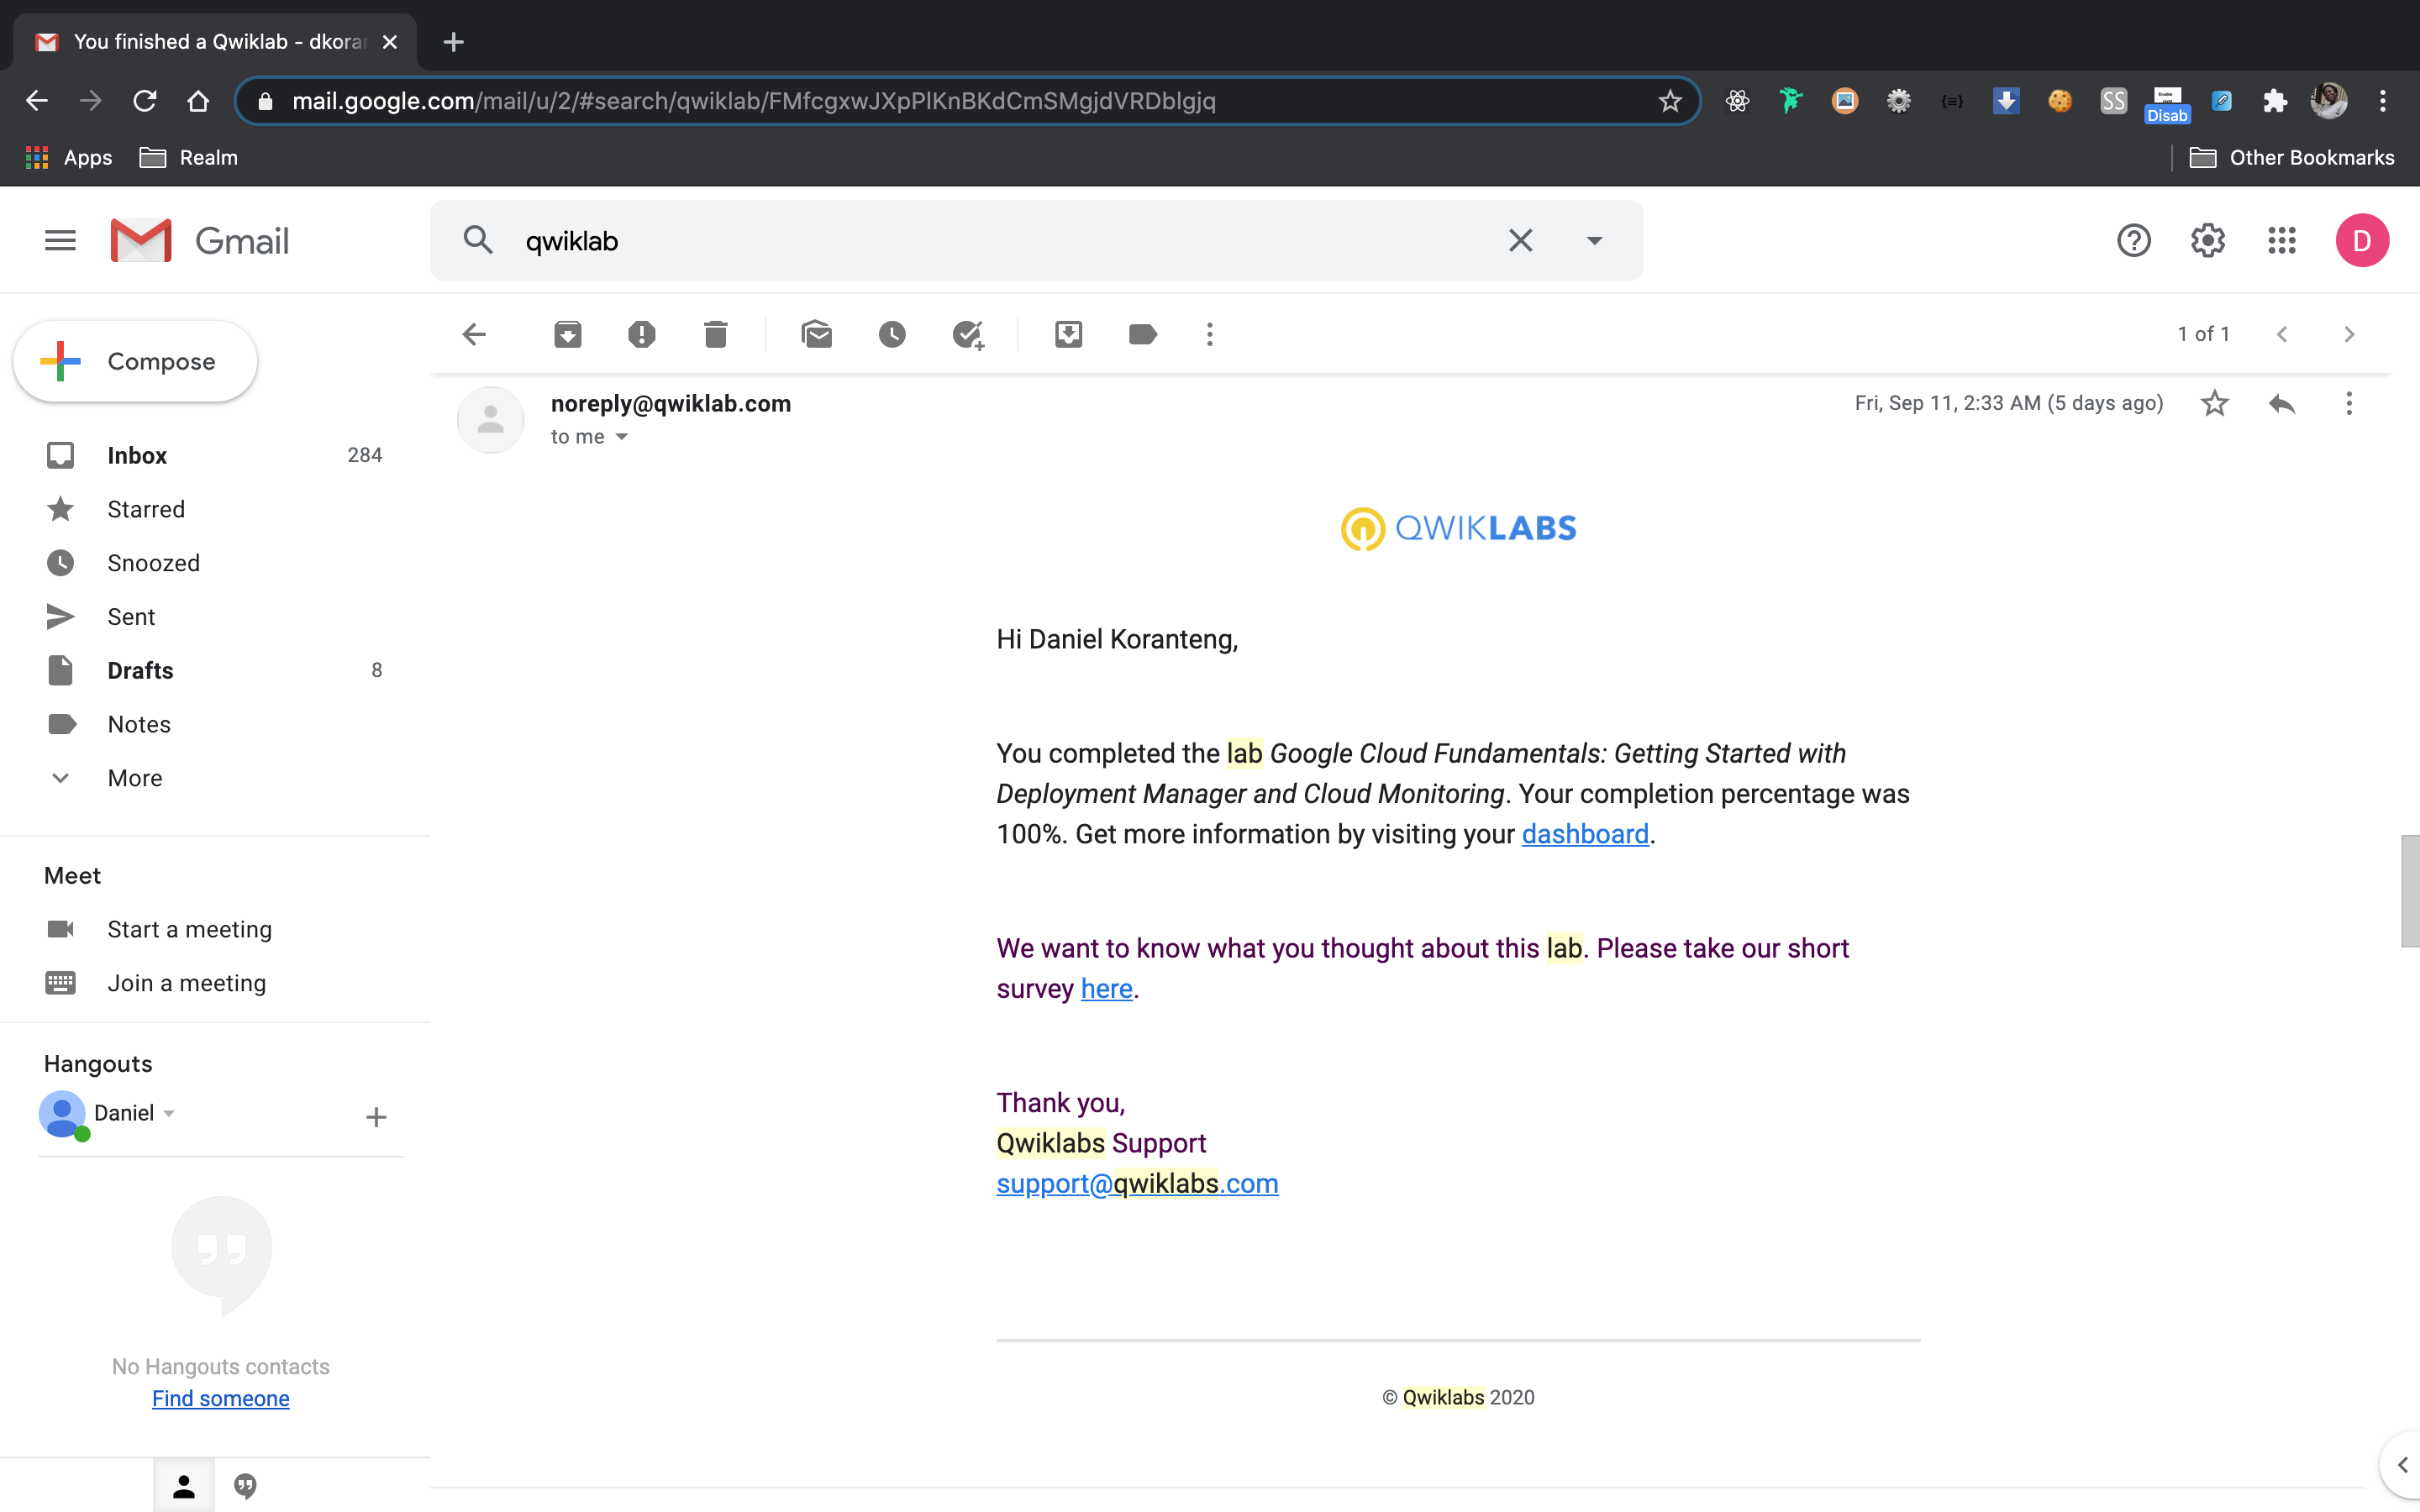 You finished a Qwiklab - dkoran
mail.google.com/mail/u/2/#search/qwiklab/FMfcgxwJXpPlKnBKdCmSMgjdVRDblgjq
SS
Disab
Apps
Realm
Other Bookmarks
Gmail
qwiklab
D
Compose
1 of 1
noreply@qwiklab.com
Fri, Sep 11, 2:33 AM (5 days ago)
to me
Inbox 284
Starred
Snoozed
Sent
Drafts 8
Notes
More
Meet
Start a meeting
Join a meeting
Hangouts
Daniel
No Hangouts contacts
Find someone
QWIKLABS
Hi Daniel Koranteng,
You completed the lab Google Cloud Fundamentals: Getting Started with
Deployment Manager and Cloud Monitoring. Your completion percentage was
100%. Get more information by visiting your dashboard.
We want to know what you thought about this lab. Please take our short
survey here.
Thank you,
Qwiklabs Support
support@qwiklabs.com
© Qwiklabs 2020